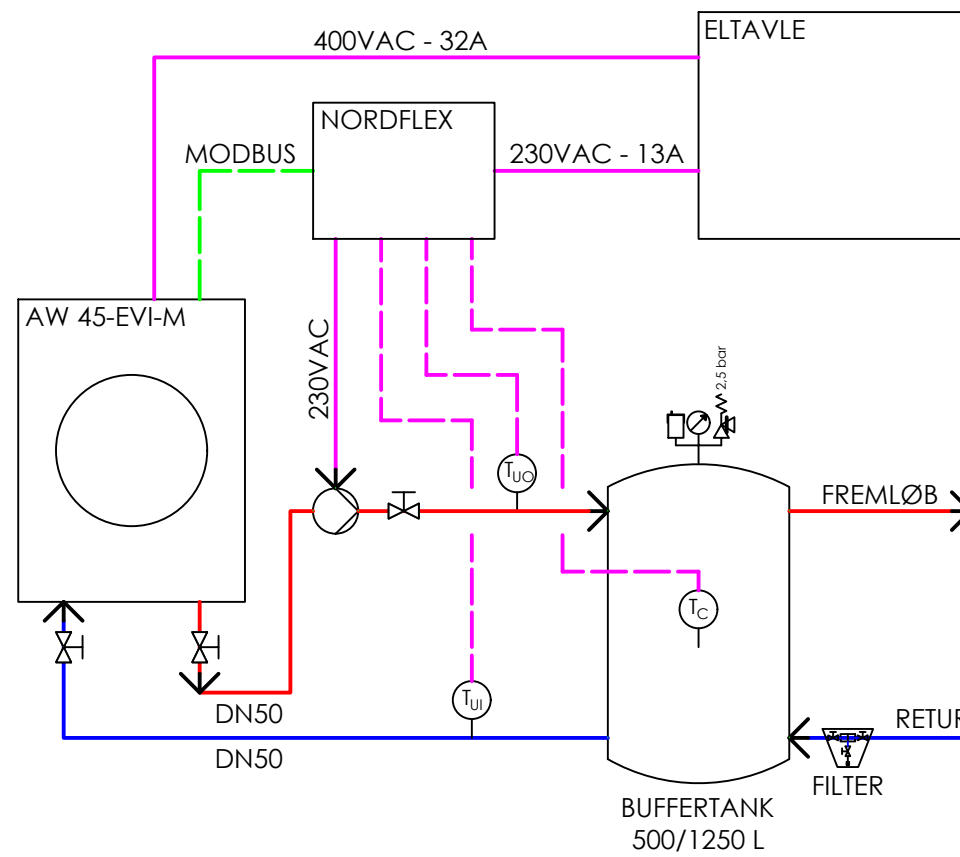 ELTAVLE
400VAC - 32A
NORDFLEX
MODBUS
230VAC - 13A
AW 45-EVI-M
230VAC
2,5 bar
TUO
FREMLØB
TC
TUI
DN50
DN50
RETUR
FILTER
BUFFERTANK
500/1250 L